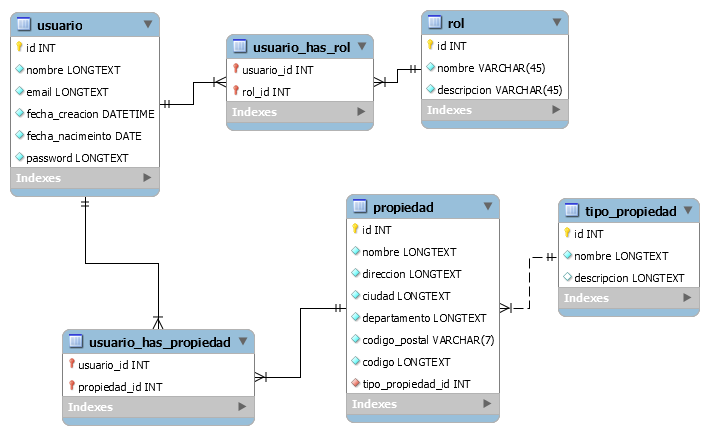 usuario
id INT
nombre LONGTEXT
email LONGTEXT
fecha_creacion DATETIME
fecha_nacimeinto DATE
password LONGTEXT
Indexes
usuario_has_rol
usuario_id INT
rol_id INT
Indexes
rol
id INT
nombre VARCHAR(45)
descripcion VARCHAR(45)
Indexes
propiedad
id INT
nombre LONGTEXT
direccion LONGTEXT
ciudad LONGTEXT
departamento LONGTEXT
codigo_postal VARCHAR(7)
codigo LONGTEXT
tipo_propiedad_id INT
Indexes
tipo_propiedad
id INT
nombre LONGTEXT
descripcion LONGTEXT
Indexes
usuario_has_propiedad
usuario_id INT
propiedad_id INT
Indexes